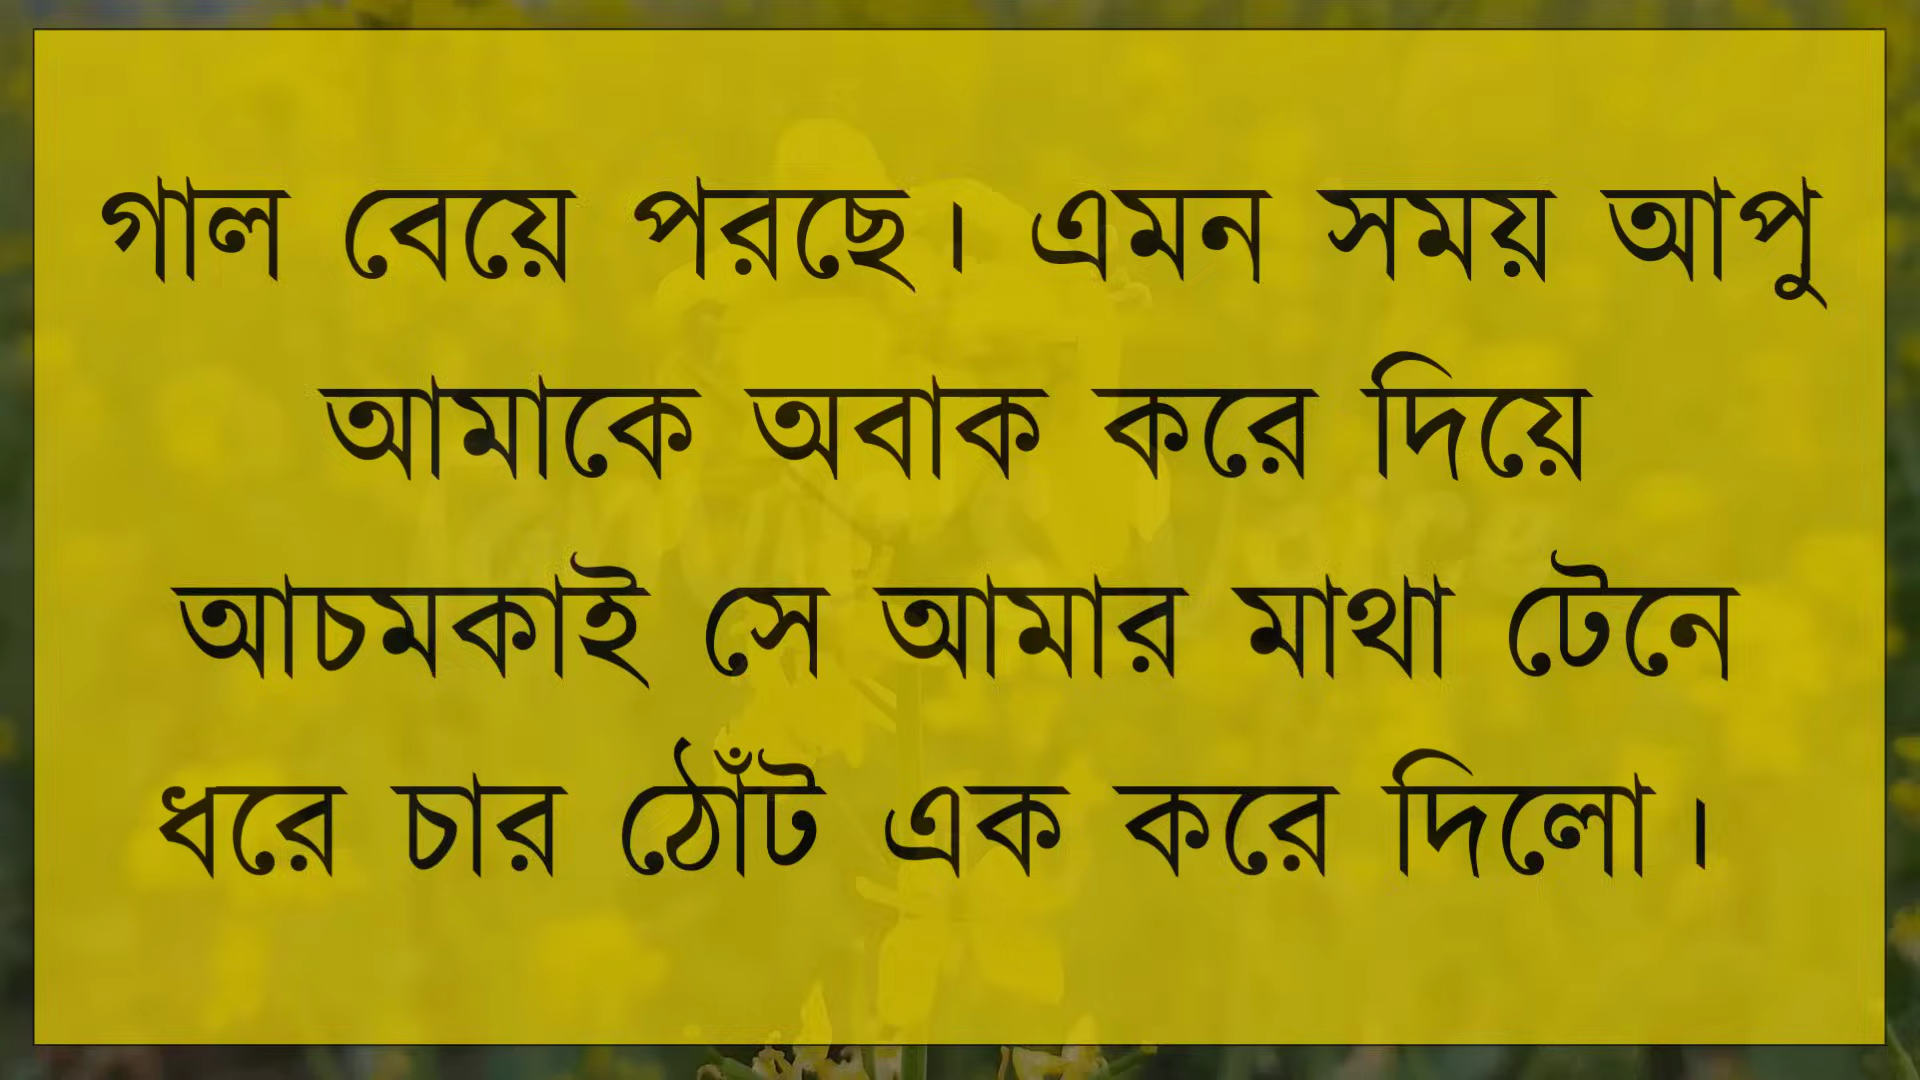 গাল বেয়ে পরছে। এমন সময় আপু
আমাকে অবাক করে দিয়ে
আচমকাই সে আমার মাথা টেনে
ধরে চার ঠোঁট এক করে দিলো।